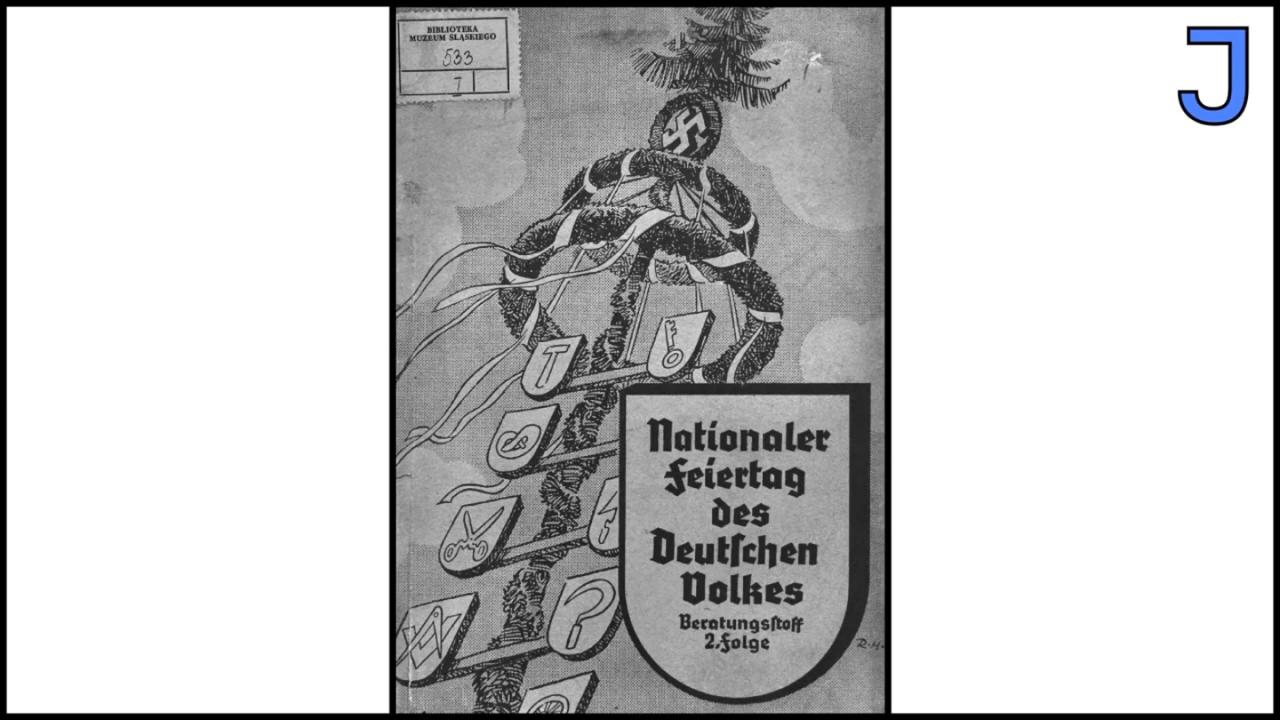 BIBLIOTEKA
MUZEUM ŚLĄSKIEGO
533
7
J
Nationaler
Feiertag
des
Deutſchen
Volkes
Beratungsſtoff
2. Folge
R.H.